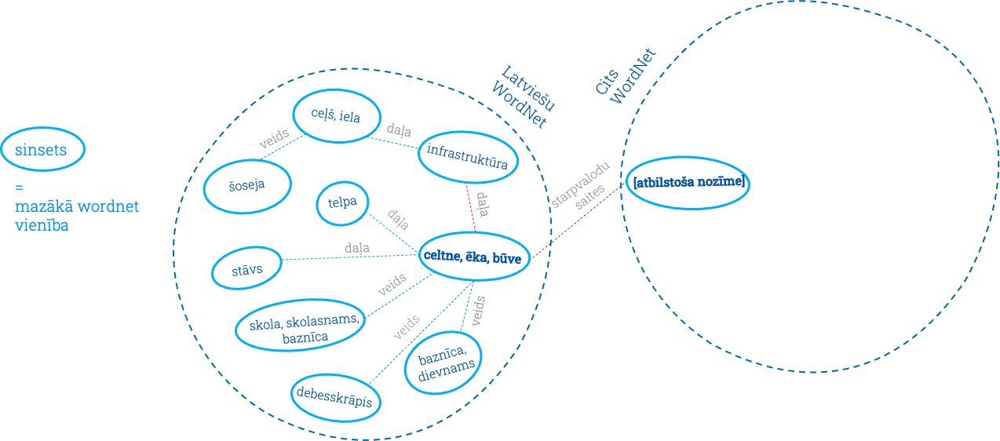 sinsets
=
mazākā wordnet
vienība
Latviešu
WordNet
ceļš, iela
veids
daļa
infrastruktūra
šoseja
daļa
telpa
daļa
daļa
celtne, ēka, būve
stāvs
veids
skola, skolasnams,
baznīca
veids
veids
baznīca,
dievnams
debesskrāpis
starpvalodu
saites
Cits
WordNet
[atbilstoša nozīme]